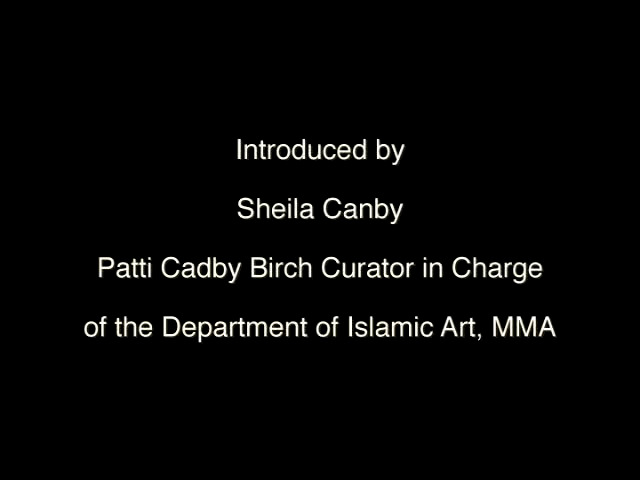 Introduced by
Sheila Canby
Patti Cadby Birch Curator in Charge
of the Department of Islamic Art, MMA